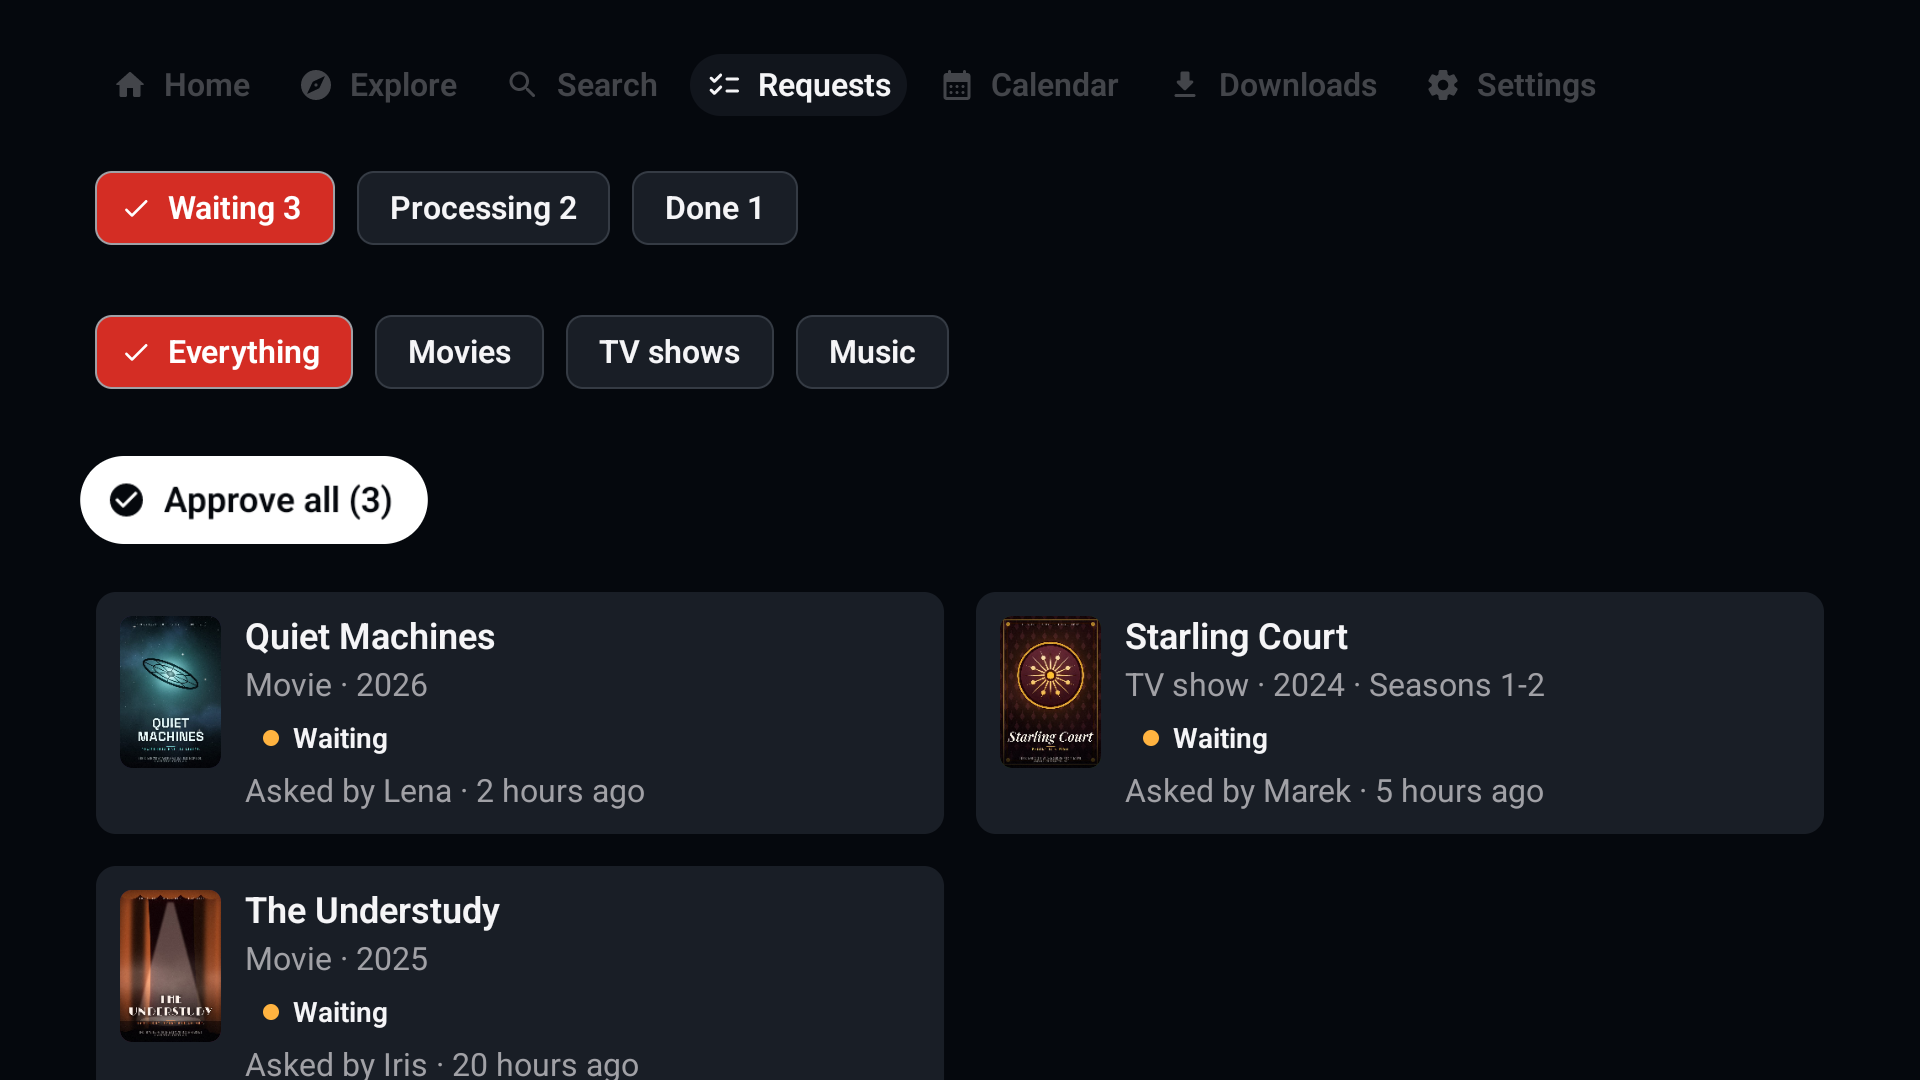 Home
Explore
Search
Requests
Calendar
Downloads
Settings
Waiting 3
Processing 2
Done 1
Everything
Movies
TV shows
Music
Approve all (3)
QUIET
MACHINES
Quiet Machines
Movie · 2026
Waiting
Asked by Lena · 2 hours ago
Starling Court
Starling Court
TV show · 2024 · Seasons 1-2
Waiting
Asked by Marek · 5 hours ago
THE
UNDERSTUDY
The Understudy
Movie · 2025
Waiting
Asked by Iris · 20 hours ago